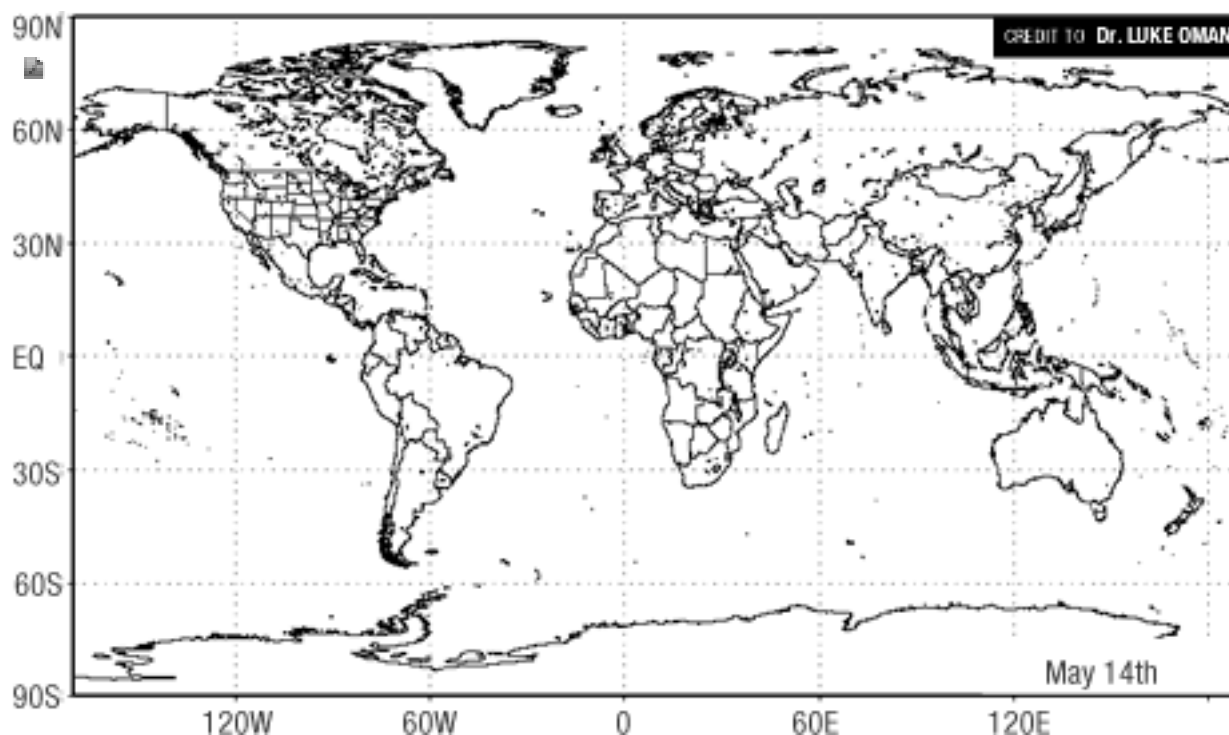 90N
CREDIT TO Dr. LUKE OMAN
60N
30N
EQ
30S
60S
May 14th
90S
120W 60W 0 60E 120E